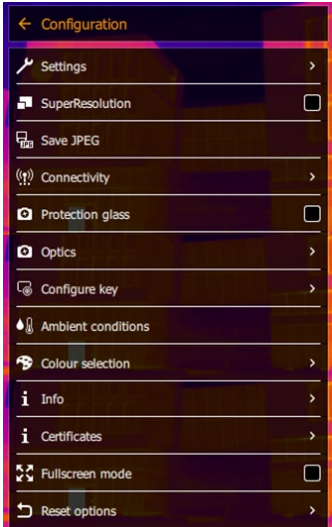 Configuration
Settings
SuperResolution
JPG
Save JPEG
Connectivity
Protection glass
Optics
Configure key
Ambient conditions
Colour selection
Info
Certificates
Fullscreen mode
Reset options